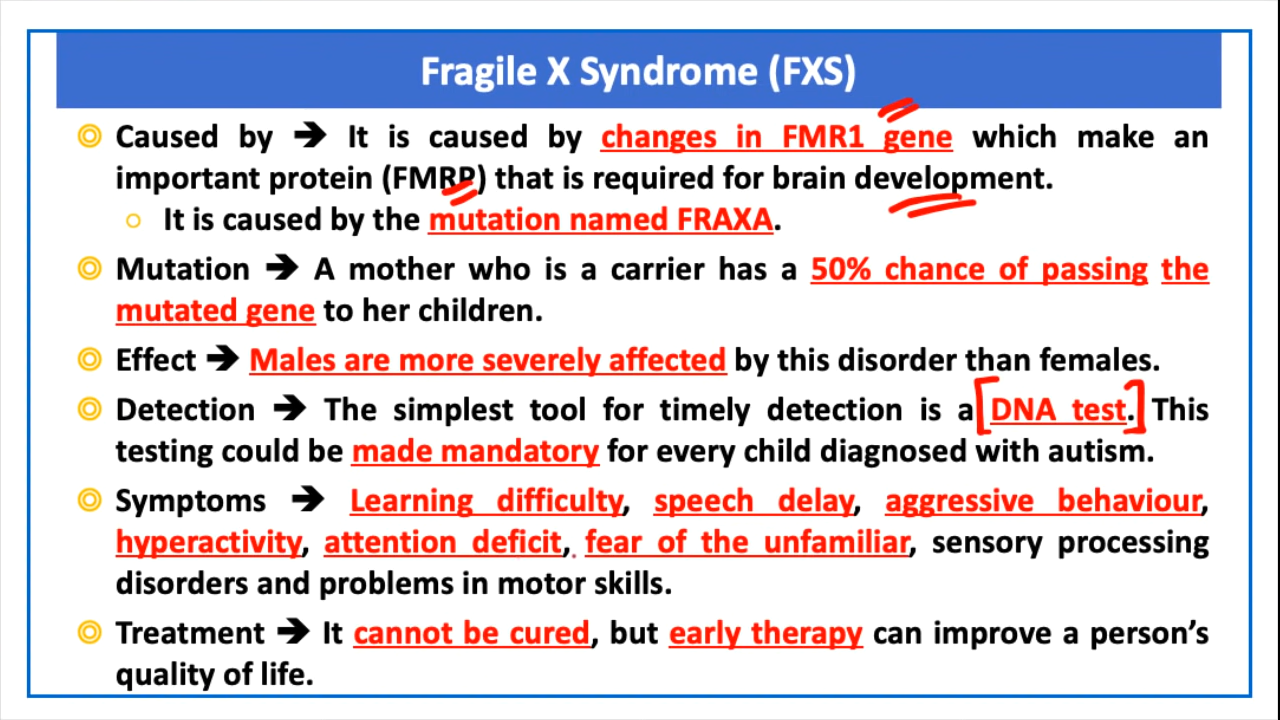 Fragile X Syndrome (FXS)
◎ Caused by ➔ It is caused by changes in FMR1 gene which make an
important protein (FMRP) that is required for brain development.
○ It is caused by the mutation named FRAXA.
◎ Mutation ➔ A mother who is a carrier has a 50% chance of passing the
mutated gene to her children.
◎ Effect ➔ Males are more severely affected by this disorder than females.
◎ Detection ➔ The simplest tool for timely detection is a DNA test. This
testing could be made mandatory for every child diagnosed with autism.
◎ Symptoms ➔ Learning difficulty, speech delay, aggressive behaviour,
hyperactivity, attention deficit, fear of the unfamiliar, sensory processing
disorders and problems in motor skills.
◎ Treatment ➔ It cannot be cured, but early therapy can improve a person’s
quality of life.